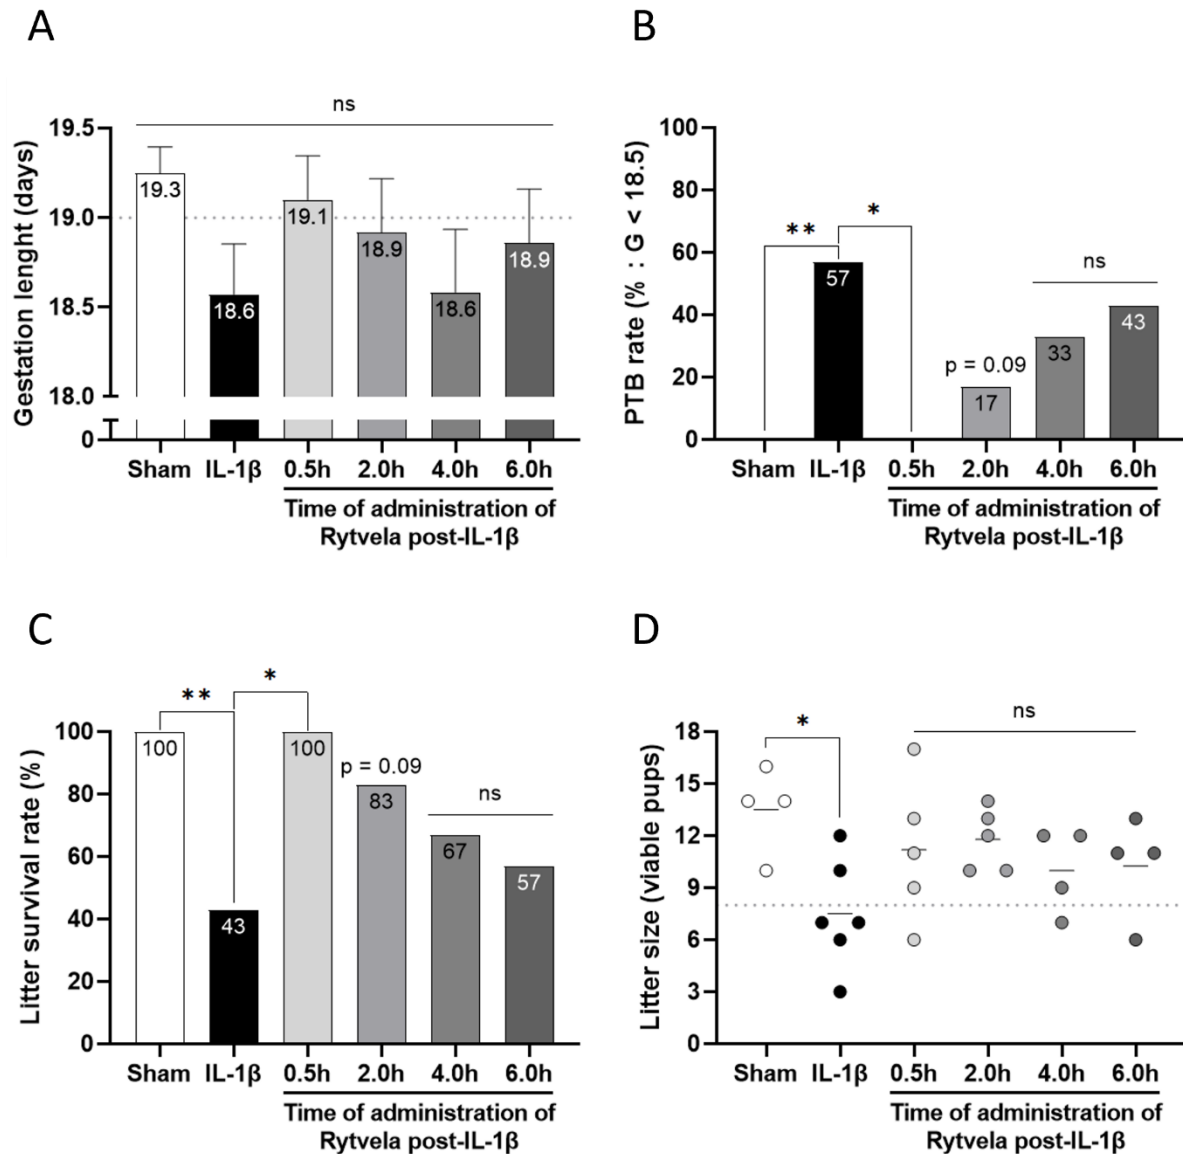 A
ns
Gestation lenght (days)
19.5
19.0
18.5
18.0
0
19.3
18.6
19.1
18.9
18.6
18.9
Sham IL-1β 0.5h 2.0h 4.0h 6.0h
Time of administration of
Rytvela post-IL-1β
B
PTB rate (% : G < 18.5)
100
80
60
40
20
0
**
*
ns
p = 0.09
57
17
33
43
Sham IL-1β 0.5h 2.0h 4.0h 6.0h
Time of administration of
Rytvela post-IL-1β
C
Litter survival rate (%)
100
80
60
40
20
0
**
*
p = 0.09
ns
100
43
100
83
67
57
Sham IL-1β 0.5h 2.0h 4.0h 6.0h
Time of administration of
Rytvela post-IL-1β
D
Litter size (viable pups)
18
15
12
9
6
3
0
*
ns
Sham IL-1β 0.5h 2.0h 4.0h 6.0h
Time of administration of
Rytvela post-IL-1β